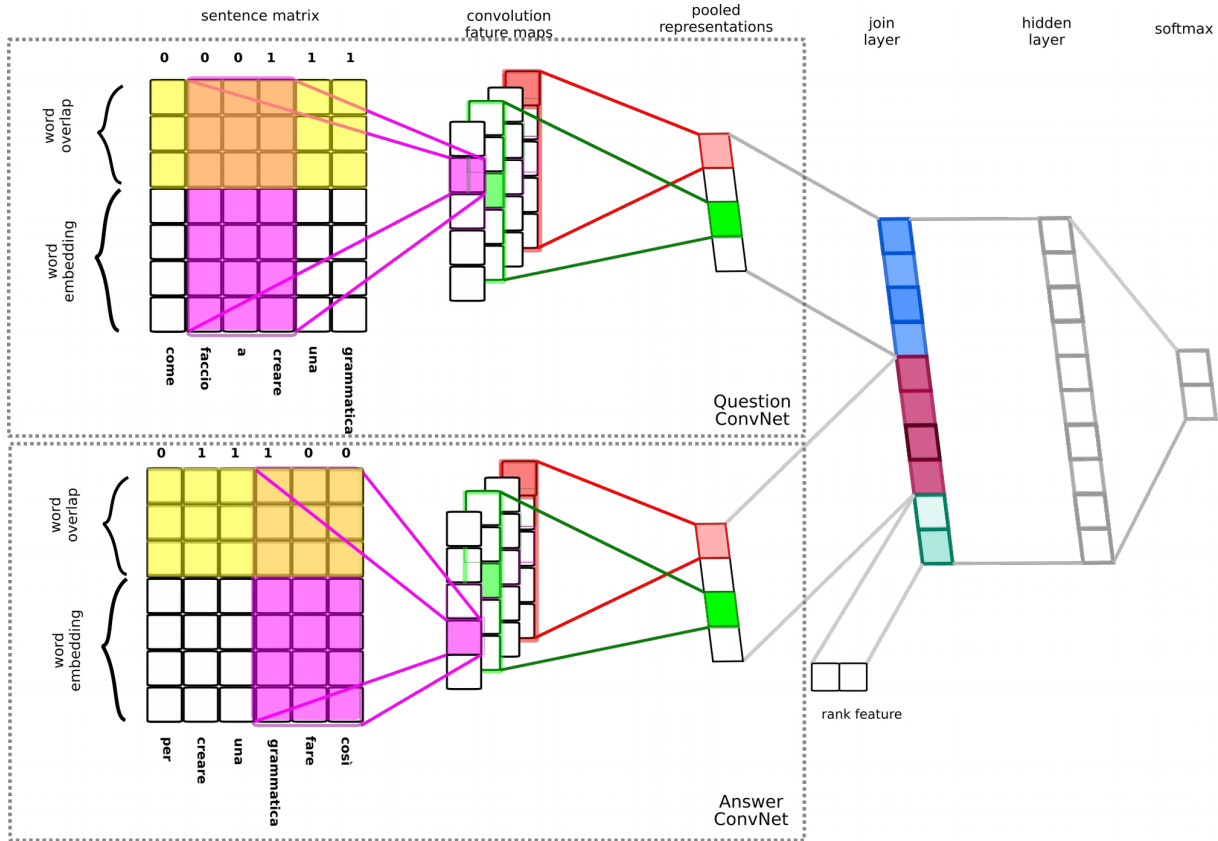 sentence matrix
convolution
fature maps
pooled
representations
join
layer
hidden
layer
softmax
0 0 0 1 1 1
word
overlap
word
embedding
come
faccio
a
creare
una
grammatica
Question
ConvNet
0 1 1 1 0 0
word
overlap
word
embedding
per
creare
una
grammatica
fare
così
Answer
ConvNet
rank feature